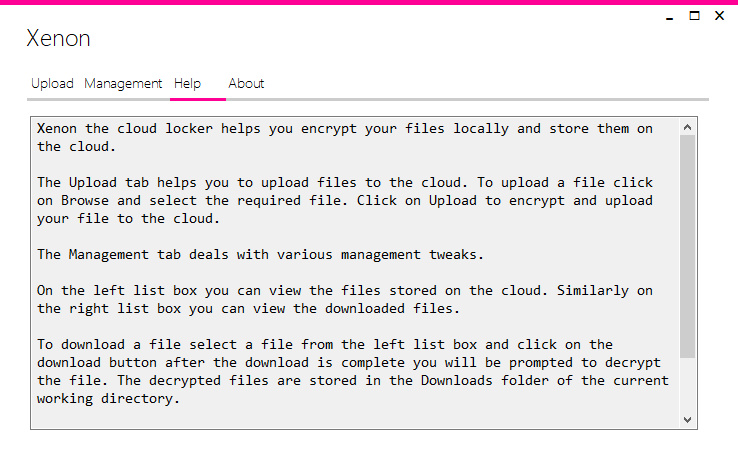 Xenon
Upload Management Help About
Xenon the cloud locker helps you encrypt your files locally and store them on
the cloud.
The Upload tab helps you to upload files to the cloud. To upload a file click
on Browse and select the required file. Click on Upload to encrypt and upload
your file to the cloud.
The Management tab deals with various management tweaks.
On the left list box you can view the files stored on the cloud. Similarly on
the right list box you can view the downloaded files.
To download a file select a file from the left list box and click on the
download button after the download is complete you will be prompted to decrypt
the file. The decrypted files are stored in the Downloads folder of the current
working directory.